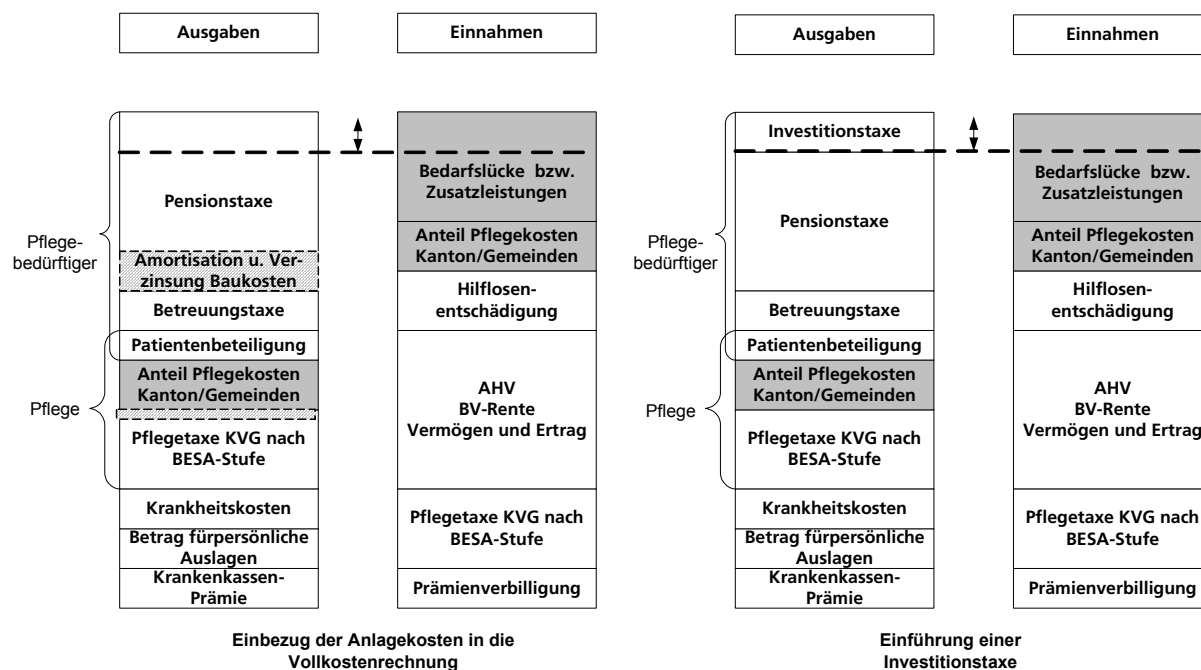 Ausgaben
Einnahmen
Pflege-
bedürftiger
Pflege
Pensionstaxe
Amortisation u. Ver-
zinsung Baukosten
Betreuungstaxe
Patientenbeteiligung
Anteil Pflegekosten
Kanton/Gemeinden
Pflegetaxe KVG nach
BESA-Stufe
Krankheitskosten
Betrag fürpersönliche
Auslagen
Krankenkassen-
Prämie
Bedarfslücke bzw.
Zusatzleistungen
Anteil Pflegekosten
Kanton/Gemeinden
Hilflosen-
entschädigung
AHV
BV-Rente
Vermögen und Ertrag
Pflegetaxe KVG nach
BESA-Stufe
Prämienverbilligung
Einbezug der Anlagekosten in die
Vollkostenrechnung
Ausgaben
Einnahmen
Pflege-
bedürftiger
Pflege
Investitionstaxe
Pensionstaxe
Betreuungstaxe
Patientenbeteiligung
Anteil Pflegekosten
Kanton/Gemeinden
Pflegetaxe KVG nach
BESA-Stufe
Krankheitskosten
Betrag fürpersönliche
Auslagen
Krankenkassen-
Prämie
Bedarfslücke bzw.
Zusatzleistungen
Anteil Pflegekosten
Kanton/Gemeinden
Hilflosen-
entschädigung
AHV
BV-Rente
Vermögen und Ertrag
Pflegetaxe KVG nach
BESA-Stufe
Prämienverbilligung
Einführung einer
Investitionstaxe